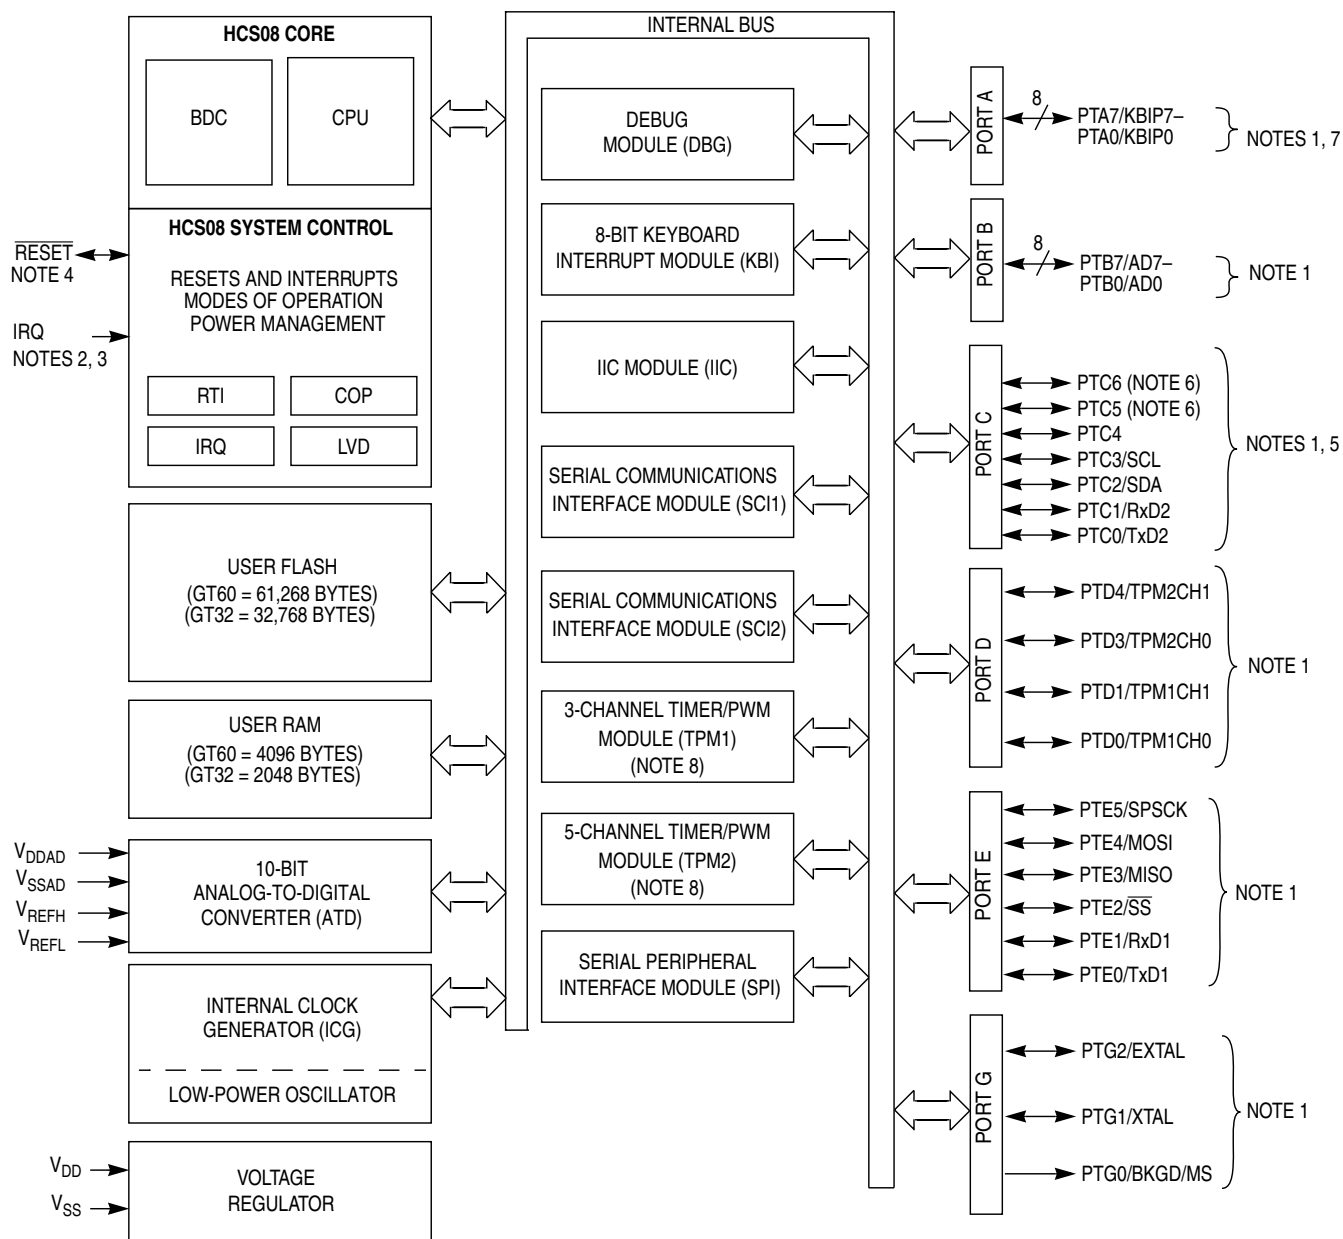 HCS08 CORE
BDC
CPU
HCS08 SYSTEM CONTROL
RESETS AND INTERRUPTS
MODES OF OPERATION
POWER MANAGEMENT
RTI
COP
IRQ
LVD
RESET
NOTE 4
IRQ
NOTES 2, 3
USER FLASH
(GT60 = 61,268 BYTES)
(GT32 = 32,768 BYTES)
USER RAM
(GT60 = 4096 BYTES)
(GT32 = 2048 BYTES)
VDDAD
VSSAD
VREFH
VREFL
10-BIT
ANALOG-TO-DIGITAL
CONVERTER (ATD)
INTERNAL CLOCK
GENERATOR (ICG)
LOW-POWER OSCILLATOR
VDD
VSS
VOLTAGE
REGULATOR
INTERNAL BUS
DEBUG
MODULE (DBG)
8-BIT KEYBOARD
INTERRUPT MODULE (KBI)
IIC MODULE (IIC)
SERIAL COMMUNICATIONS
INTERFACE MODULE (SCI1)
SERIAL COMMUNICATIONS
INTERFACE MODULE (SCI2)
3-CHANNEL TIMER/PWM
MODULE (TPM1)
(NOTE 8)
5-CHANNEL TIMER/PWM
MODULE (TPM2)
(NOTE 8)
SERIAL PERIPHERAL
INTERFACE MODULE (SPI)
PORT A
8
PTA7/KBIP7–
PTA0/KBIP0
NOTES 1, 7
PORT B
8
PTB7/AD7–
PTB0/AD0
NOTE 1
PORT C
PTC6 (NOTE 6)
PTC5 (NOTE 6)
PTC4
PTC3/SCL
PTC2/SDA
PTC1/RxD2
PTC0/TxD2
NOTES 1, 5
PORT D
PTD4/TPM2CH1
PTD3/TPM2CH0
PTD1/TPM1CH1
PTD0/TPM1CH0
NOTE 1
PORT E
PTE5/SPSCK
PTE4/MOSI
PTE3/MISO
PTE2/SS
PTE1/RxD1
PTE0/TxD1
NOTE 1
PORT G
PTG2/EXTAL
PTG1/XTAL
PTG0/BKGD/MS
NOTE 1